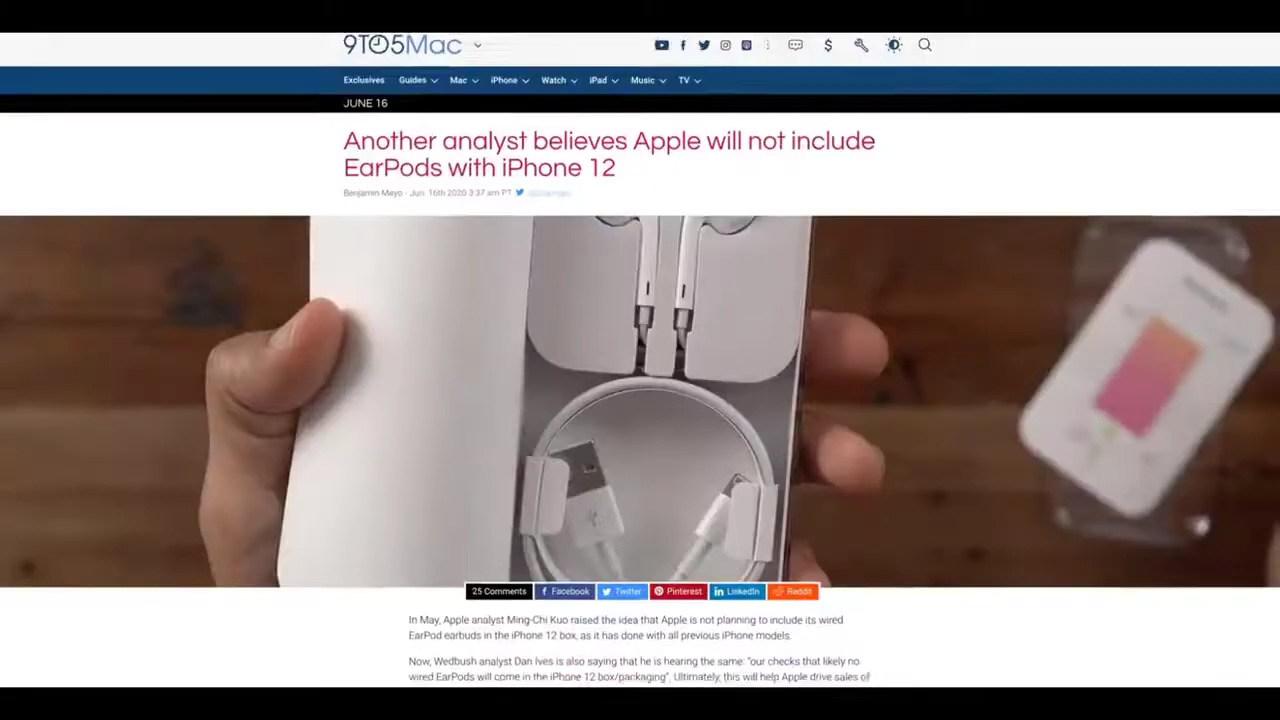 9TO5Mac
Exclusives Guides Mac iPhone Watch iPad Music TV
JUNE 16
Another analyst believes Apple will not include
EarPods with iPhone 12
Benjamin Mayo - Jun. 16th 2020 3:37 am PT
25 Comments Facebook Twitter Pinterest LinkedIn Reddit
In May, Apple analyst Ming-Chi Kuo raised the idea that Apple is not planning to include its wired
EarPod earbuds in the iPhone 12 box, as it has done with all previous iPhone models.
Now, Wedbush analyst Dan Ives is also saying that he is hearing the same: "our checks that likely no
wired EarPods will come in the iPhone 12 box/packaging". Ultimately, this will help Apple drive sales of